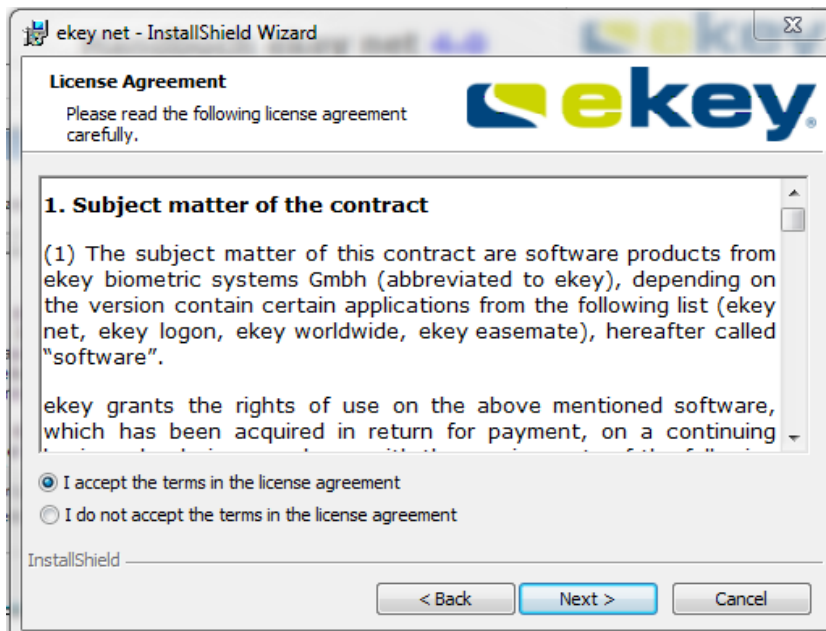 ekey net - InstallShield Wizard
License Agreement
Please read the following license agreement
carefully.
ekey
1. Subject matter of the contract
(1) The subject matter of this contract are software products from
ekey biometric systems Gmbh (abbreviated to ekey), depending on
the version contain certain applications from the following list (ekey
net, ekey logon, ekey worldwide, ekey easemate), hereafter called
“software”.
ekey grants the rights of use on the above mentioned software,
which has been acquired in return for payment, on a continuing
I accept the terms in the license agreement
I do not accept the terms in the license agreement
InstallShield
< Back
Next >
Cancel